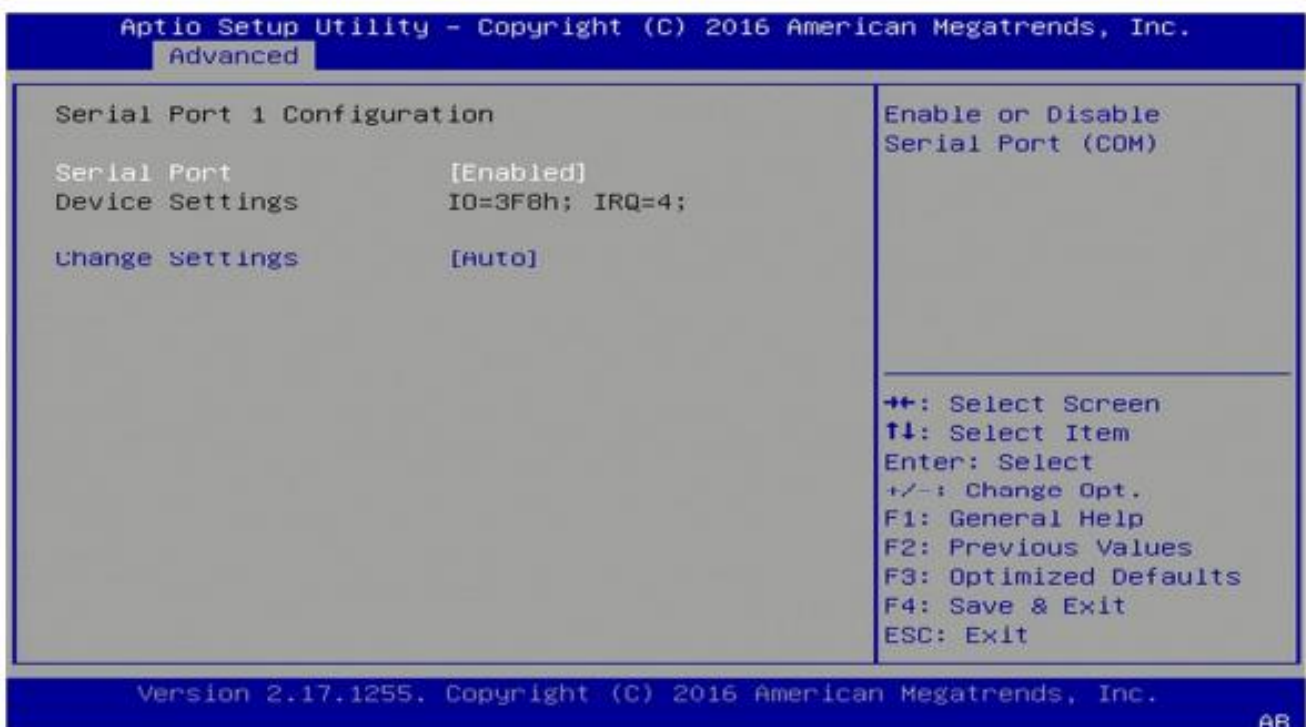 Aptio Setup Utility – Copyright (C) 2016 American Megatrends, Inc.
Advanced
Serial Port 1 Configuration
Serial Port [Enabled]
Device Settings IO=3F8h; IRQ=4;
Change Settings [Auto]
Enable or Disable
Serial Port (COM)
→←: Select Screen
↑↓: Select Item
Enter: Select
+/-: Change Opt.
F1: General Help
F2: Previous Values
F3: Optimized Defaults
F4: Save & Exit
ESC: Exit
Version 2.17.1255. Copyright (C) 2016 American Megatrends, Inc.
AB